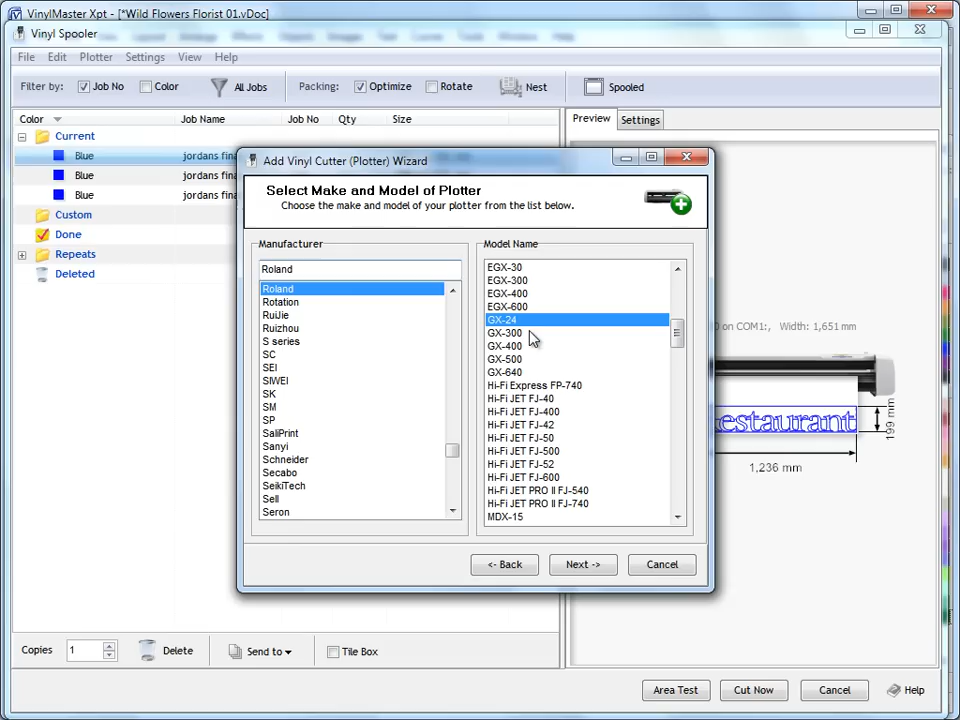 VinylMaster Xpt - [*Wild Flowers Florist 01.vDoc]
Vinyl Spooler
File Edit Plotter Settings View Help
Filter by: Job No Color All Jobs Packing: Optimize Rotate Nest Spooled
Color Job Name Job No Qty Size
Preview Settings
Current
Blue jordans fina
Blue jordans fina
Blue jordans fina
Custom
Done
Repeats
Deleted
Add Vinyl Cutter (Plotter) Wizard
Select Make and Model of Plotter
Choose the make and model of your plotter from the list below.
Manufacturer
Roland
Roland
Rotation
RuiJie
Ruizhou
S series
SC
SEI
SIWEI
SK
SM
SP
SaliPrint
Sanyi
Schneider
Secabo
SeikiTech
Sell
Seron
Model Name
EGX-30
EGX-300
EGX-400
EGX-600
GX-24
GX-300
GX-400
GX-500
GX-640
Hi-Fi Express FP-740
Hi-Fi JET FJ-40
Hi-Fi JET FJ-400
Hi-Fi JET FJ-42
Hi-Fi JET FJ-50
Hi-Fi JET FJ-500
Hi-Fi JET FJ-52
Hi-Fi JET FJ-600
Hi-Fi JET PRO II FJ-540
Hi-Fi JET PRO II FJ-740
MDX-15
<- Back Next -> Cancel
0 on COM1:, Width: 1,651 mm
estaurant
199 mm
1,236 mm
Copies 1 Delete Send to Tile Box
Area Test Cut Now Cancel Help